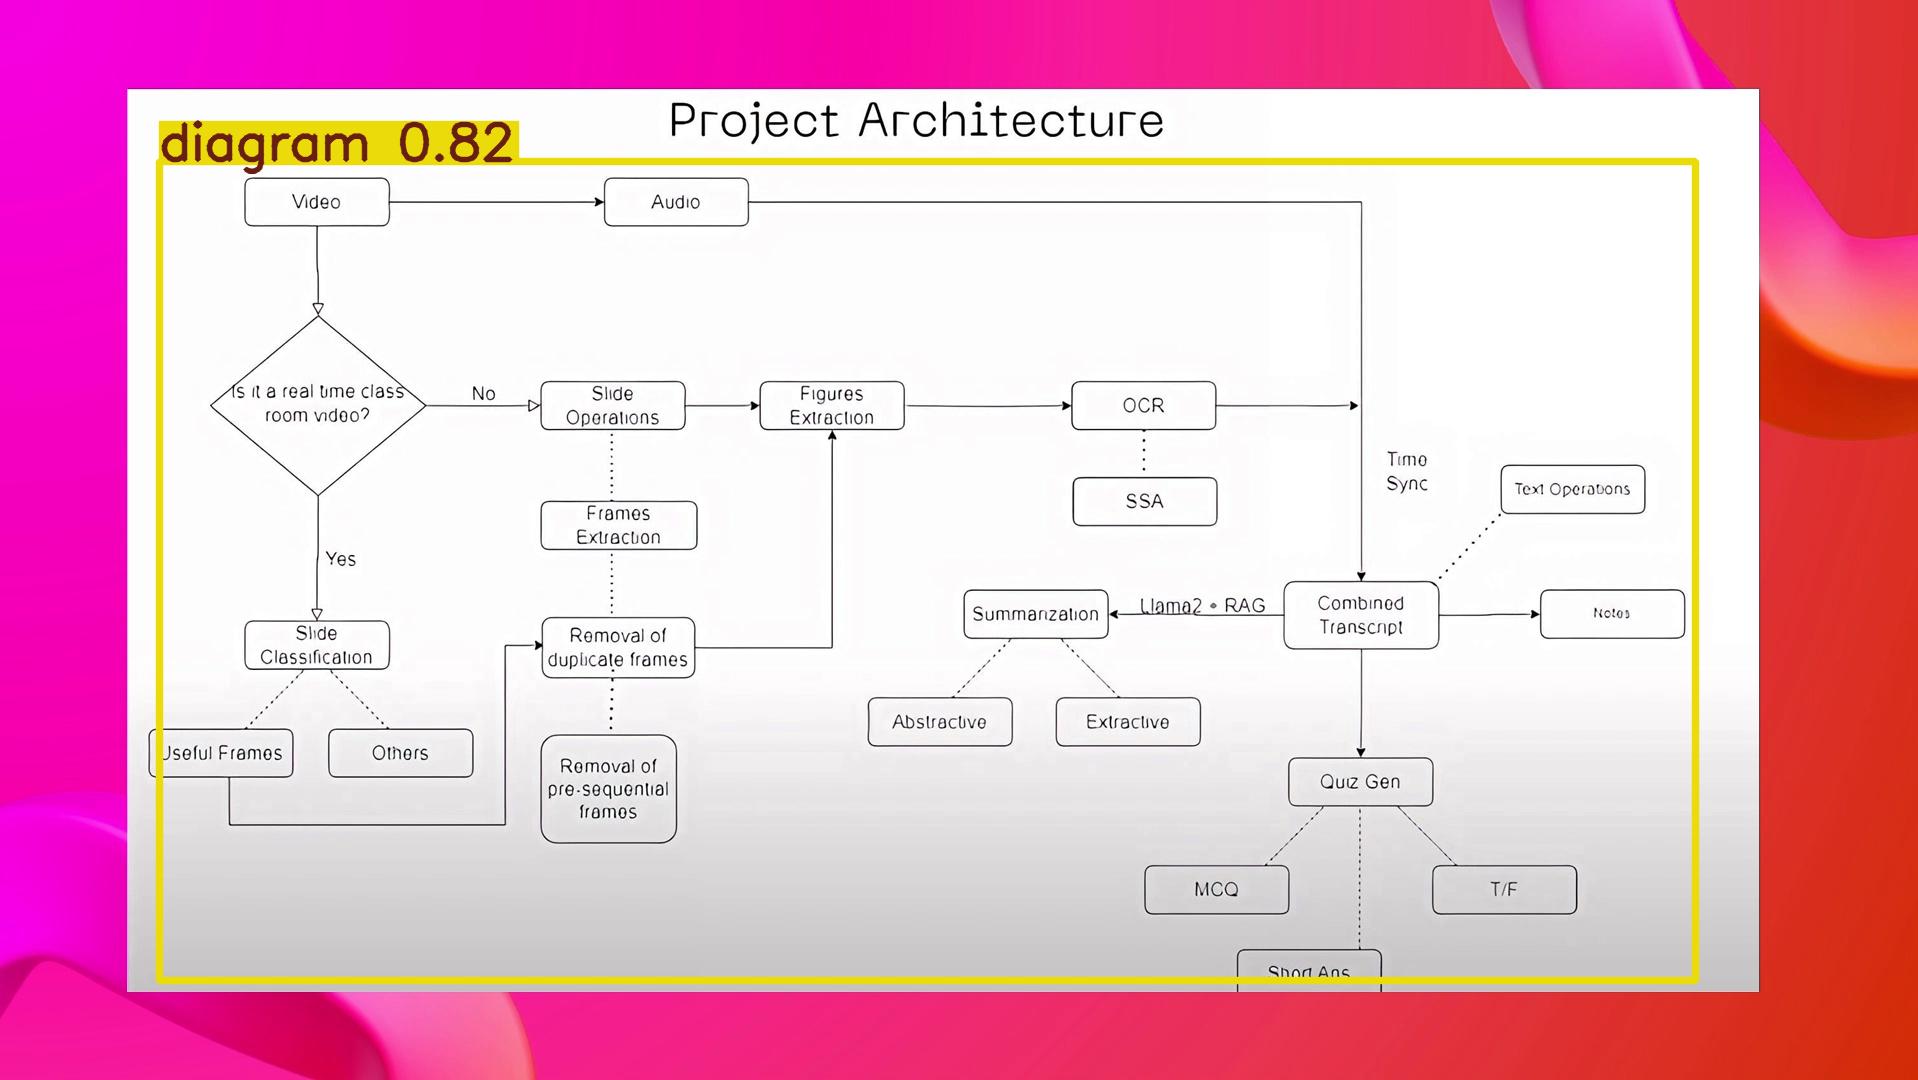 Project Architecture
diagram 0.82
Video
Audio
Is it a real time class
room video?
No
Slide
Operations
Figures
Extraction
OCR
Time
Sync
Text Operations
SSA
Frames
Extraction
Yes
Slide
Classification
Removal of
duplicate frames
Summarization
Llama2 + RAG
Combined
Transcript
Notes
Useful Frames
Others
Removal of
pre-sequential
frames
Abstractive
Extractive
Quiz Gen
MCQ
T/F
Short Ans